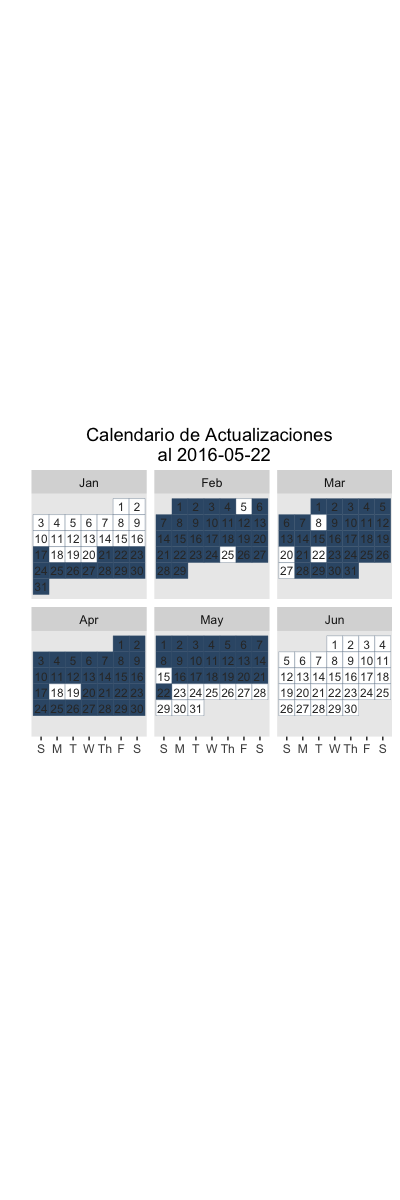 Calendario de Actualizaciones
al 2016-05-22
Jan Feb Mar
1 2
3 4 5 6 7 8 9
10 11 12 13 14 15 16
17 18 19 20 21 22 23
24 25 26 27 28 29 30
31
1 2 3 4 5 6
7 8 9 10 11 12 13
14 15 16 17 18 19 20
21 22 23 24 25 26 27
28 29
1 2 3 4 5
6 7 8 9 10 11 12
13 14 15 16 17 18 19
20 21 22 23 24 25 26
27 28 29 30 31
Apr May Jun
1 2
3 4 5 6 7 8 9
10 11 12 13 14 15 16
17 18 19 20 21 22 23
24 25 26 27 28 29 30
1 2 3 4 5 6 7
8 9 10 11 12 13 14
15 16 17 18 19 20 21
22 23 24 25 26 27 28
29 30 31
1 2 3 4
5 6 7 8 9 10 11
12 13 14 15 16 17 18
19 20 21 22 23 24 25
26 27 28 29 30
S M T W Th F S S M T W Th F S S M T W Th F S